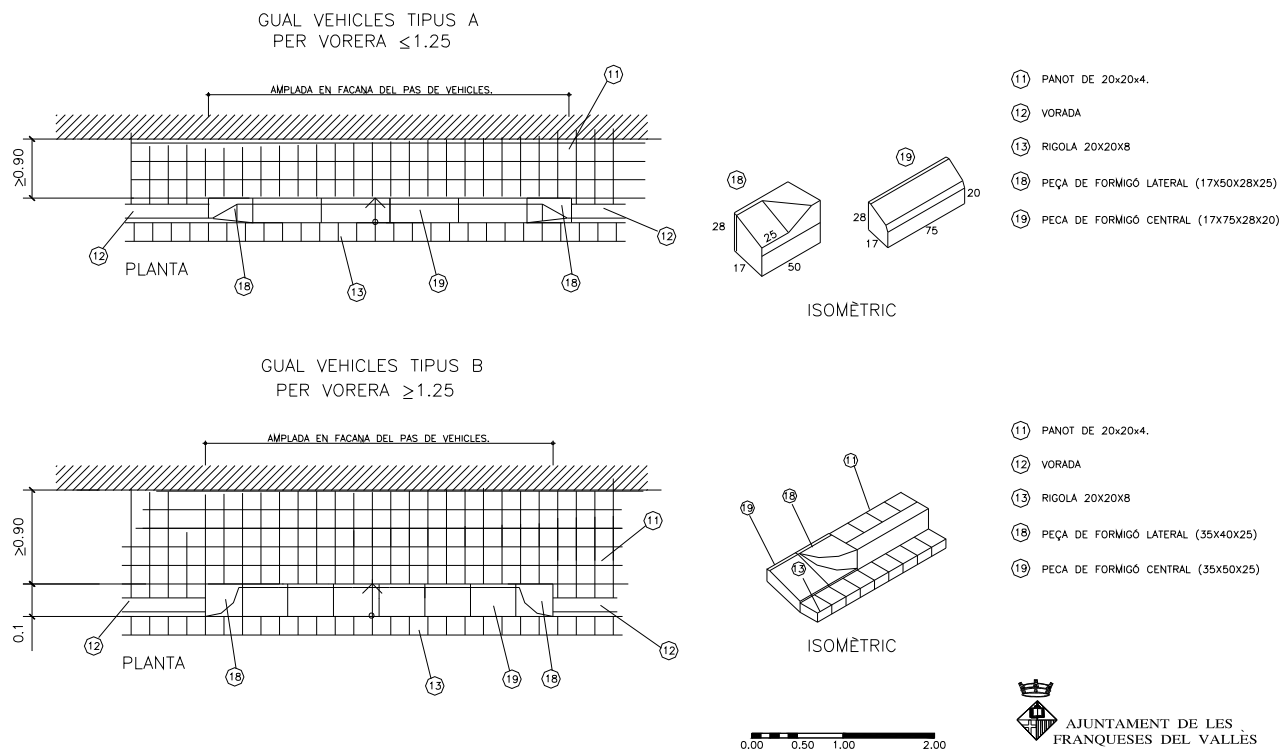 GUAL VEHICLES TIPUS A
PER VORERA ≤1.25
AMPLADA EN FACANA DEL PAS DE VEHICLES.
11
≥0.90
12
12
PLANTA
18
13
19
18
18
28
25
17
50
19
28
20
17
75
ISOMÈTRIC
11 PANOT DE 20x20x4.
12 VORADA
13 RIGOLA 20X20X8
18 PEÇA DE FORMIGÓ LATERAL (17X50X28X25)
19 PECA DE FORMIGÓ CENTRAL (17X75X28X20)
GUAL VEHICLES TIPUS B
PER VORERA ≥1.25
AMPLADA EN FACANA DEL PAS DE VEHICLES.
≥0.90
11
0.1
12
12
PLANTA
18
13
19
18
11
18
19
13
ISOMÈTRIC
11 PANOT DE 20x20x4.
12 VORADA
13 RIGOLA 20X20X8
18 PEÇA DE FORMIGÓ LATERAL (35X40X25)
19 PECA DE FORMIGÓ CENTRAL (35X50X25)
0.00 0.50 1.00 2.00
AJUNTAMENT DE LES
FRANQUESES DEL VALLÈS